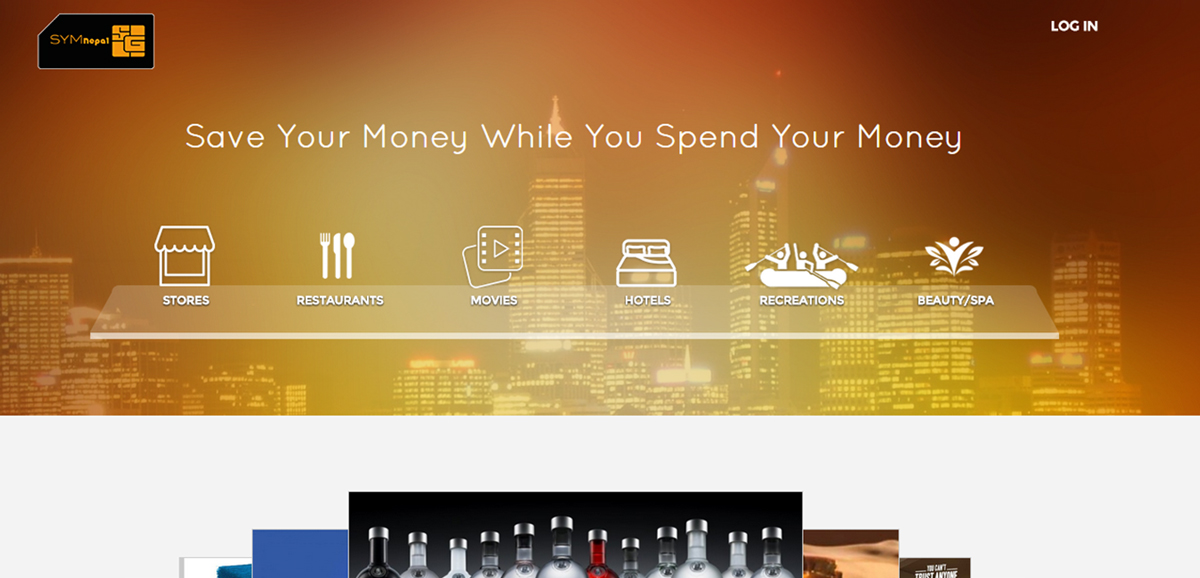 SYMnepal
LOG IN
Save Your Money While You Spend Your Money
STORES
RESTAURANTS
MOVIES
HOTELS
RECREATIONS
BEAUTY/SPA
YOU CAN'T
TRUST ANYONE